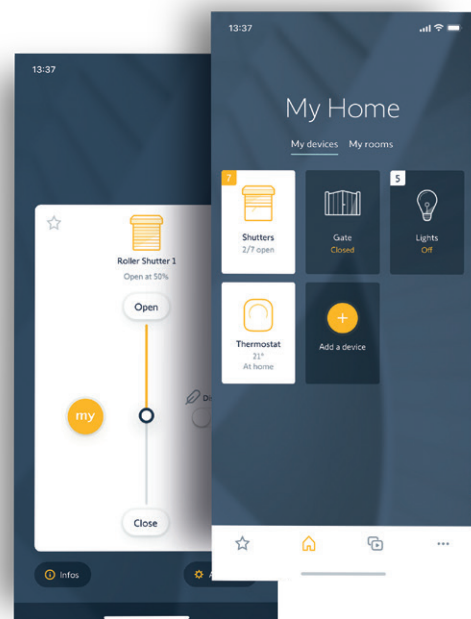 13:37
Roller Shutter 1
Open at 50%
Open
my
Close
Infos
13:37
My Home
My devices My rooms
7
Shutters
2/7 open
Gate
Closed
5
Lights
Off
Thermostat
21°
At home
Add a device